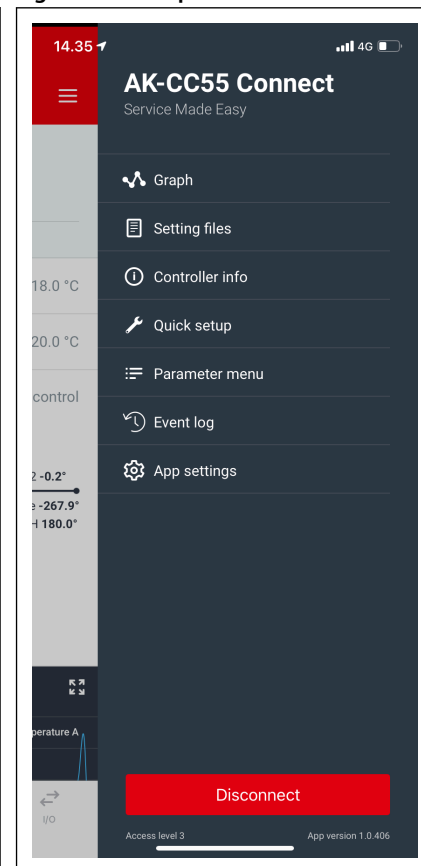 14.35
4G
AK-CC55 Connect
Service Made Easy
Graph
Setting files
18.0 °C
Controller info
Quick setup
20.0 °C
Parameter menu
control
Event log
App settings
-0.2°
-267.9°
180.0°
perature A
Disconnect
I/O
Access level 3
App version 1.0.406